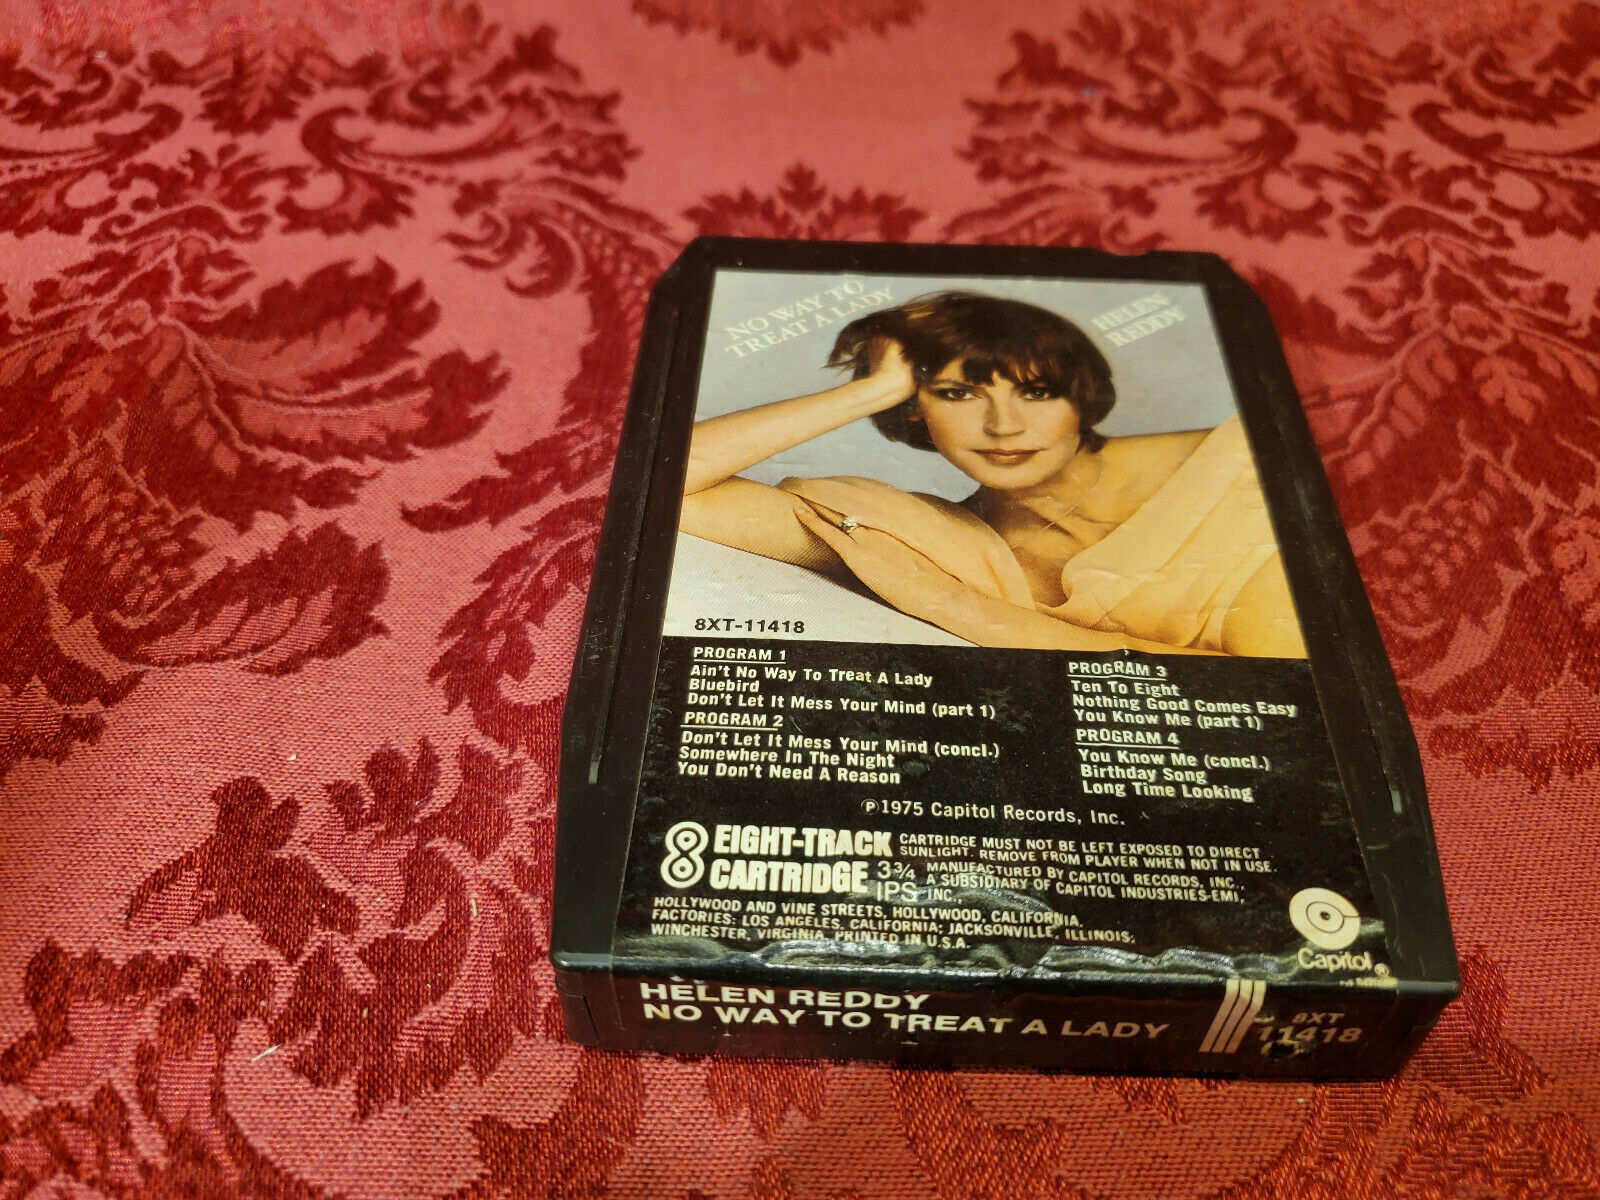 NO WAY TO
TREAT A LADY
HELEN
REDDY
8XT-11418
PROGRAM 1
Ain't No Way To Treat A Lady
Bluebird
Don't Let It Mess Your Mind (part 1)
PROGRAM 2
Don't Let It Mess Your Mind (concl.)
Somewhere In The Night
You Don't Need A Reason
PROGRAM 3
Ten To Eight
Nothing Good Comes Easy
You Know Me (part 1)
PROGRAM 4
You Know Me (concl.)
Birthday Song
Long Time Looking
℗1975 Capitol Records, Inc.
8 EIGHT-TRACK
CARTRIDGE
3¾
IPS
CARTRIDGE MUST NOT BE LEFT EXPOSED TO DIRECT
SUNLIGHT. REMOVE FROM PLAYER WHEN NOT IN USE.
MANUFACTURED BY CAPITOL RECORDS, INC.,
A SUBSIDIARY OF CAPITOL INDUSTRIES-EMI,
INC.,
HOLLYWOOD AND VINE STREETS, HOLLYWOOD, CALIFORNIA.
FACTORIES: LOS ANGELES, CALIFORNIA; JACKSONVILLE, ILLINOIS;
WINCHESTER, VIRGINIA. PRINTED IN U.S.A.
Capitol®
HELEN REDDY
NO WAY TO TREAT A LADY
8XT
11418